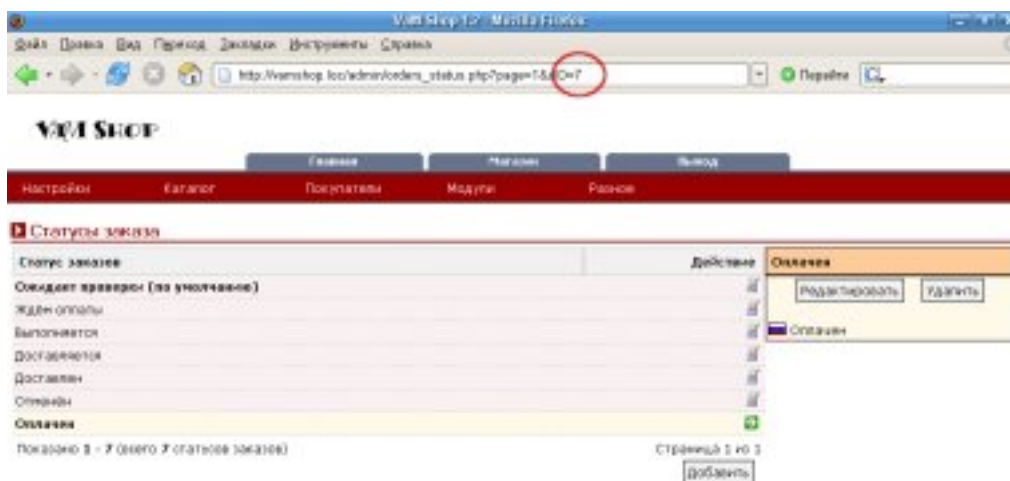 VaM Shop 1.2 - Mozilla Firefox
Файл Правка Вид Переход Закладки Инструменты Справка
http://vamshop.loc/admin/orders_status.php?page=1&oID=7 Перейти
VAM SHOP
Главная Магазин Выход
Настройки Каталог Покупатели Модули Разное
Статусы заказа
Статус заказов Действие Оплачен
Ожидает проверки (по умолчанию) Редактировать Удалить
Ждём оплаты
Выполняется Оплачен
Доставляется
Доставлен
Отменён
Оплачен
Показано 1 - 7 (всего 7 статусов заказов) Страница 1 из 1
Добавить